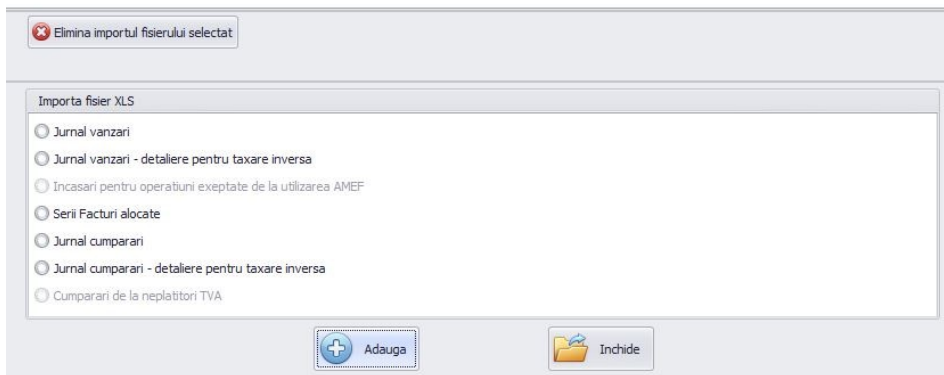 Elimina importul fisierului selectat
Importa fisier XLS
Jurnal vanzari
Jurnal vanzari - detaliere pentru taxare inversa
Incasari pentru operatiuni exeptate de la utilizarea AMEF
Serii Facturi alocate
Jurnal cumparari
Jurnal cumparari - detaliere pentru taxare inversa
Cumparari de la neplatitori TVA
Adauga
Inchide